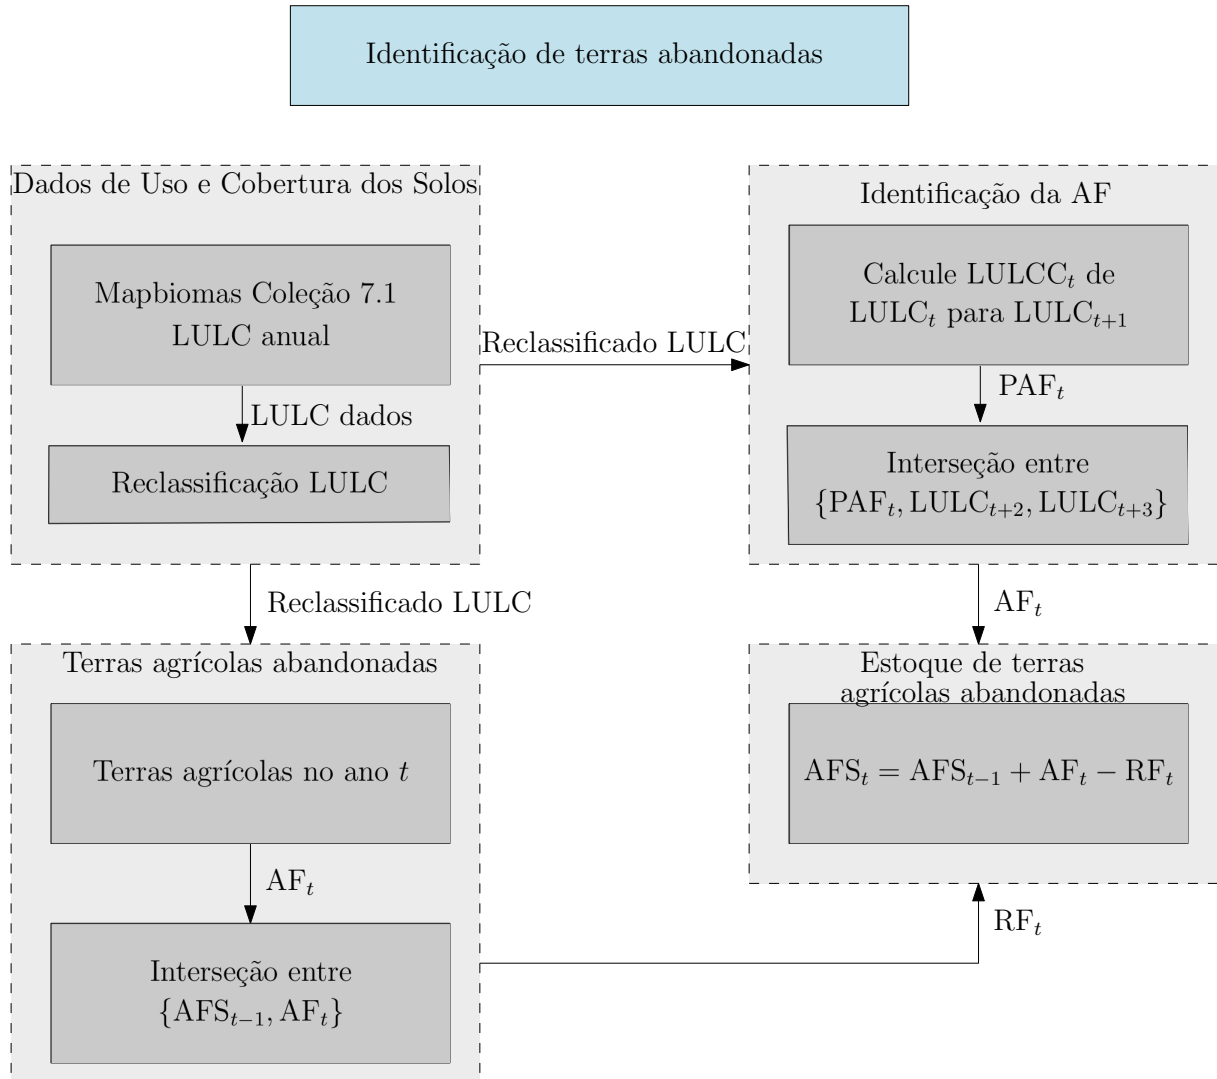 Identificação de terras abandonadas
Dados de Uso e Cobertura dos Solos
Mapbiomas Coleção 7.1
LULC anual
LULC dados
Reclassificação LULC
Reclassificado LULC
Identificação da AF
Calcule LULCC_t de
LULC_t para LULC_{t+1}
PAF_t
Interseção entre
{PAF_t, LULC_{t+2}, LULC_{t+3}}
Reclassificado LULC
AF_t
Terras agrícolas abandonadas
Terras agrícolas no ano t
AF_t
Interseção entre
{AFS_{t−1}, AF_t}
Estoque de terras
agrícolas abandonadas
AFS_t = AFS_{t−1} + AF_t − RF_t
RF_t